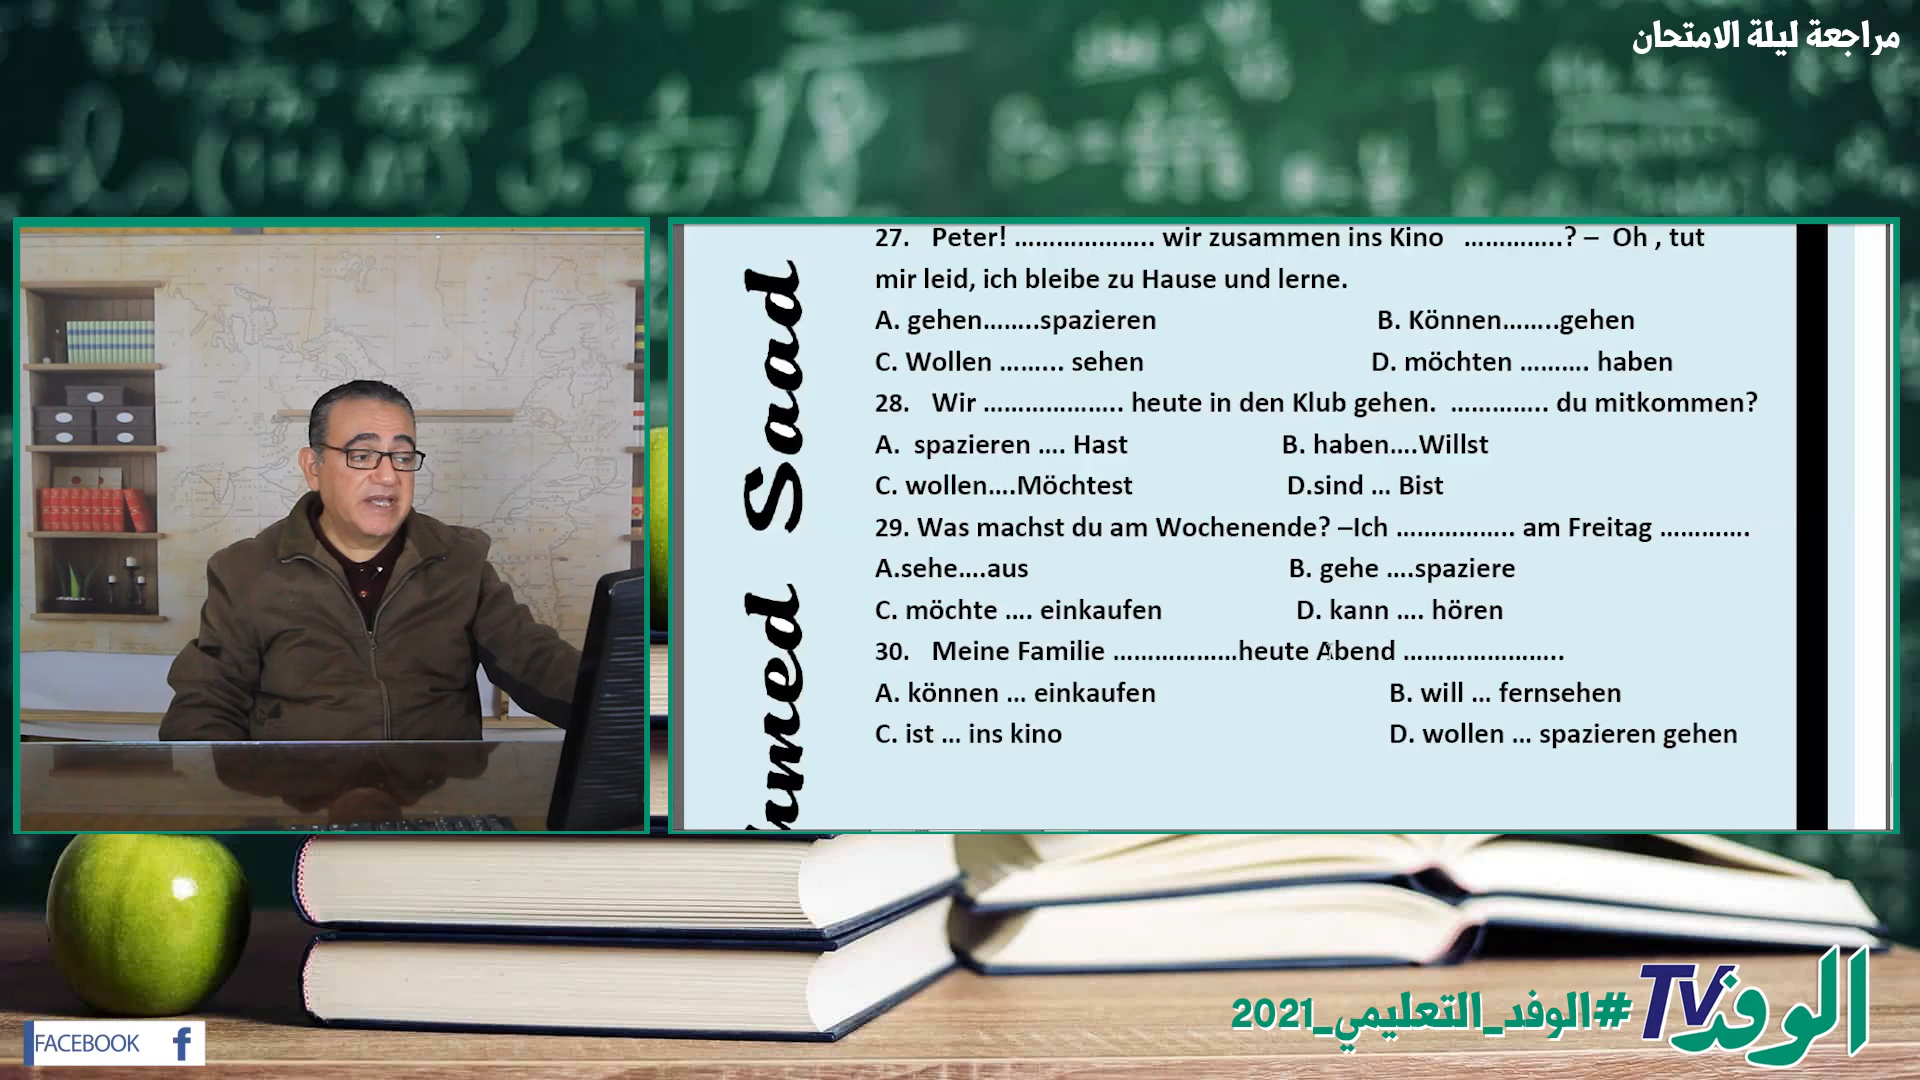 مراجعة ليلة الامتحان
27. Peter! ……………….. wir zusammen ins Kino …………..? – Oh , tut
mir leid, ich bleibe zu Hause und lerne.
A. gehen……..spazieren B. Können……..gehen
C. Wollen ……... sehen D. möchten ………. haben
28. Wir ……………….. heute in den Klub gehen. ………….. du mitkommen?
A. spazieren .... Hast B. haben....Willst
C. wollen....Möchtest D.sind ... Bist
29. Was machst du am Wochenende? –Ich …………….. am Freitag ………….
A.sehe....aus B. gehe ....spaziere
C. möchte .... einkaufen D. kann .... hören
30. Meine Familie ………………heute Abend …………………..
A. können ... einkaufen B. will ... fernsehen
C. ist ... ins kino D. wollen ... spazieren gehen
Saad
FACEBOOK f
#الوفد_التعليمي_2021
الوفد TV